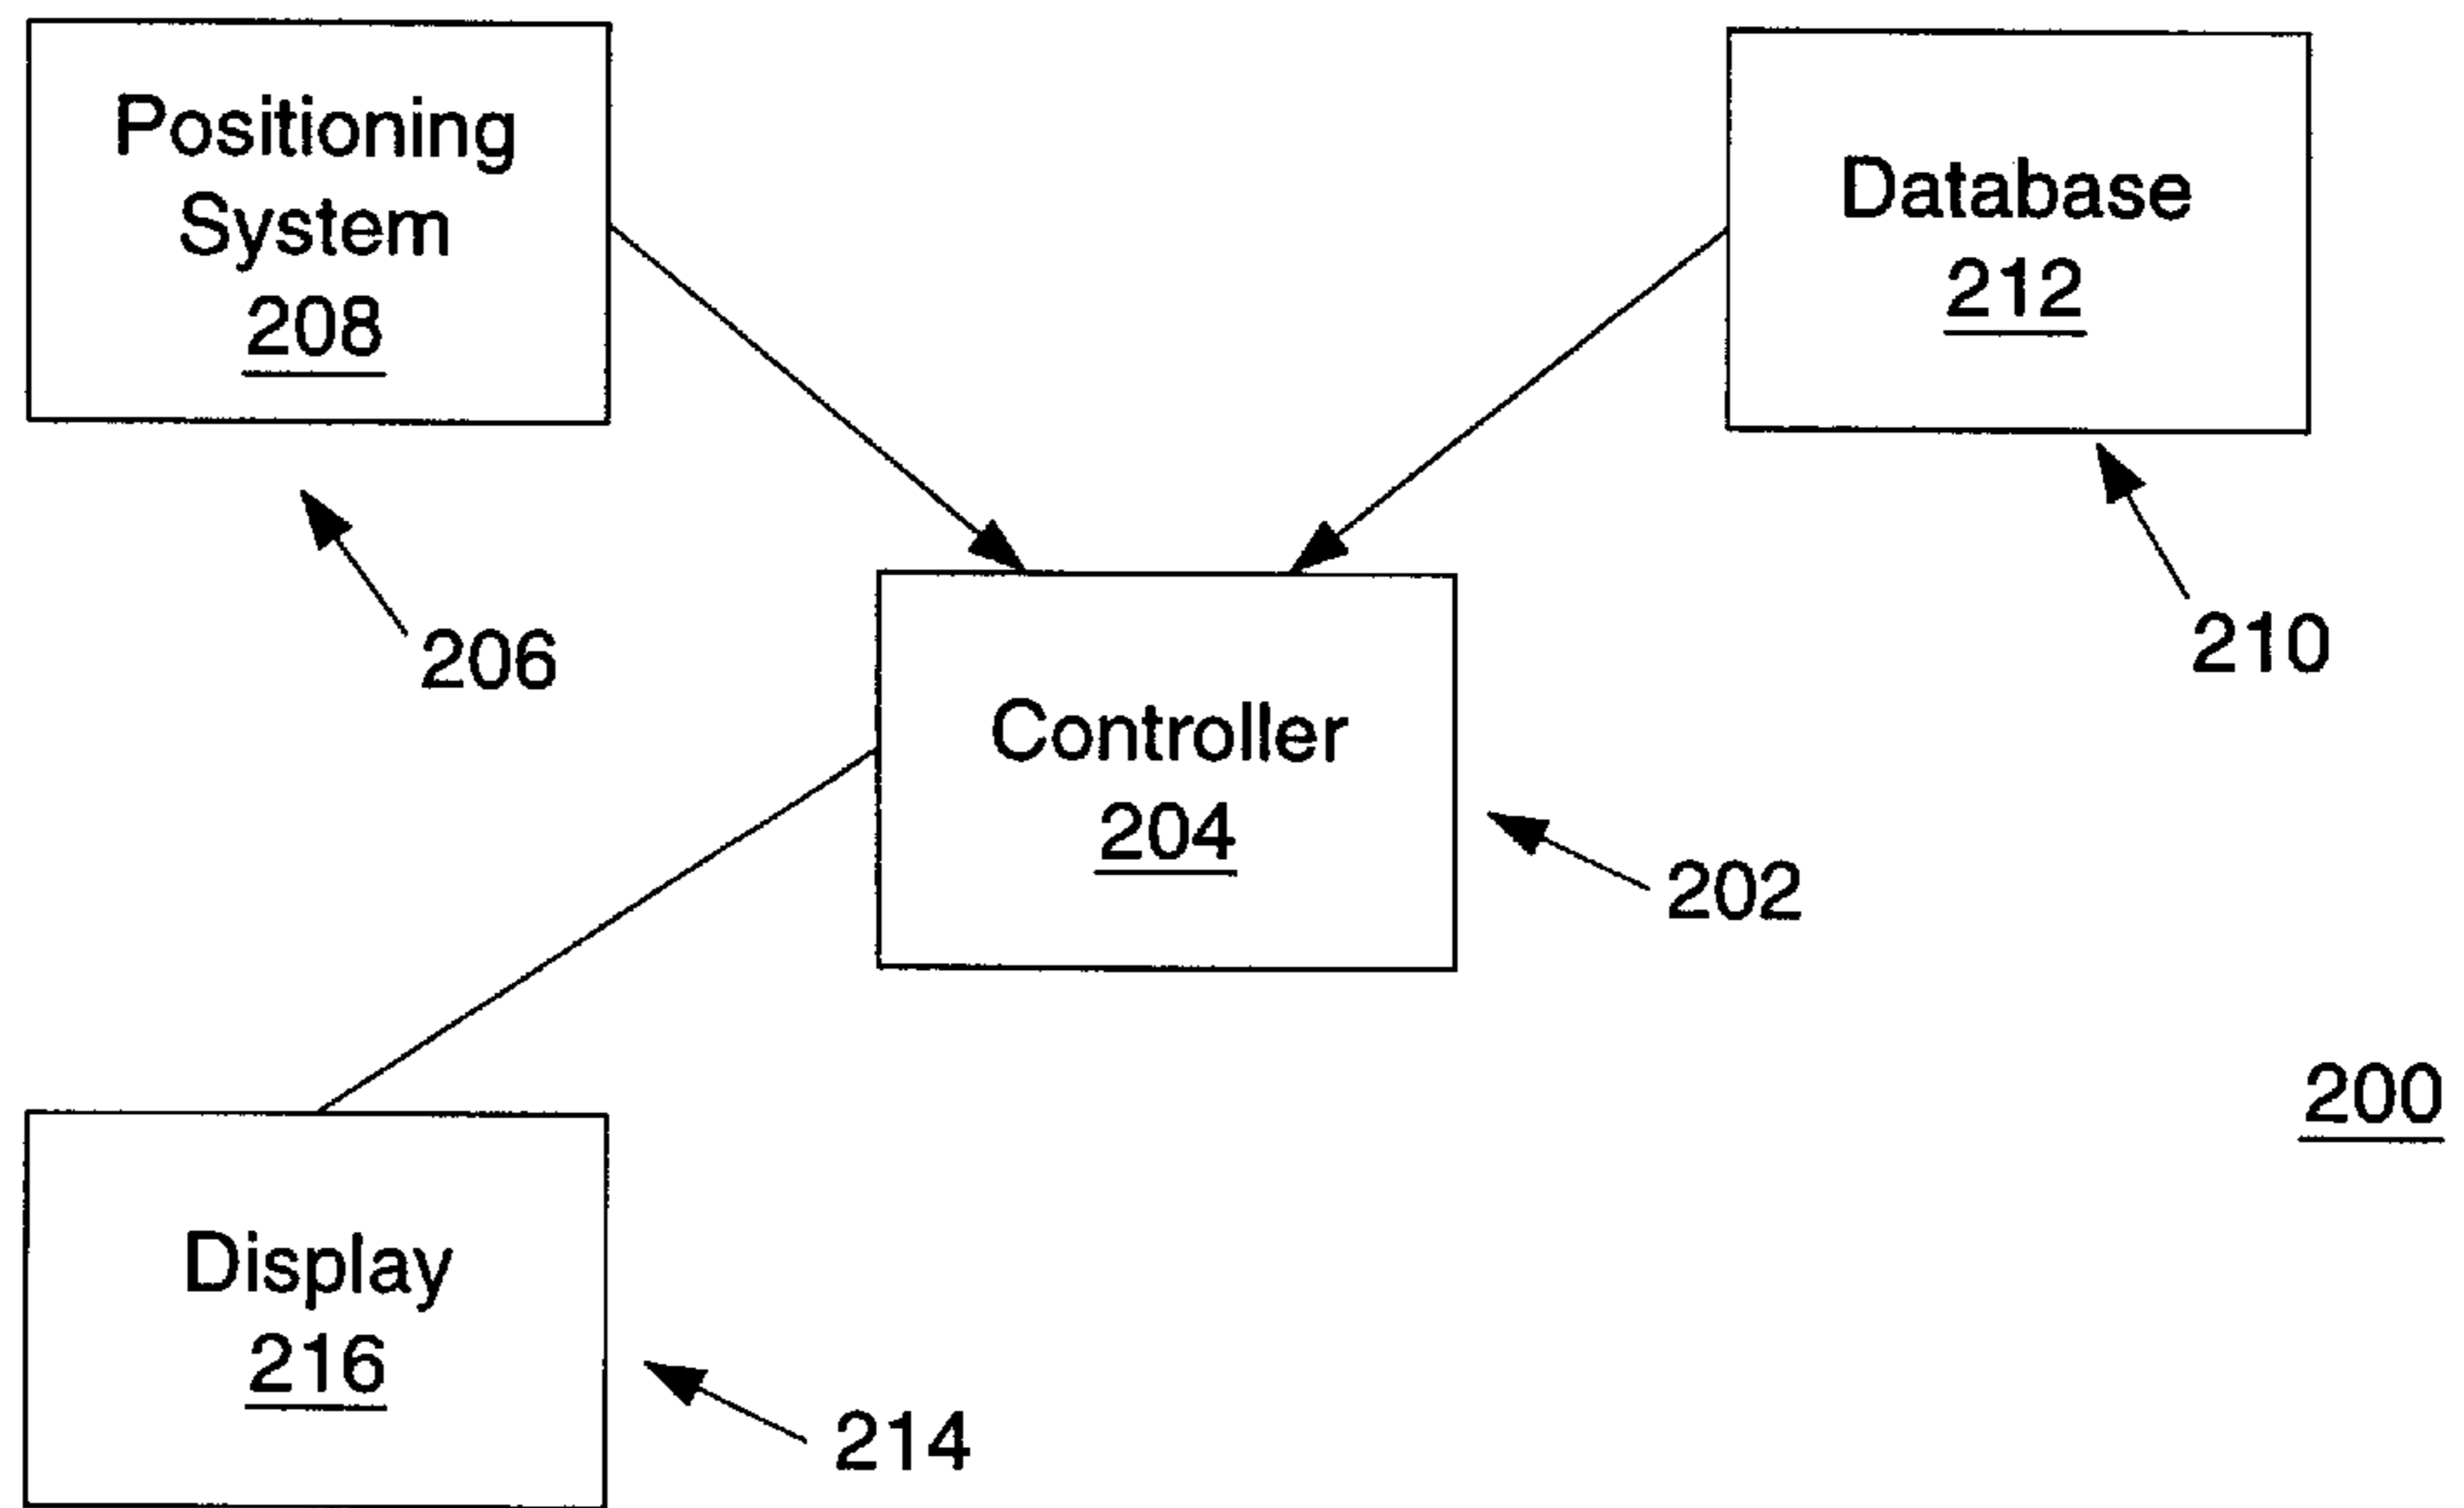 Positioning
System
208
Database
212
206
210
Controller
204
202
200
Display
216
214